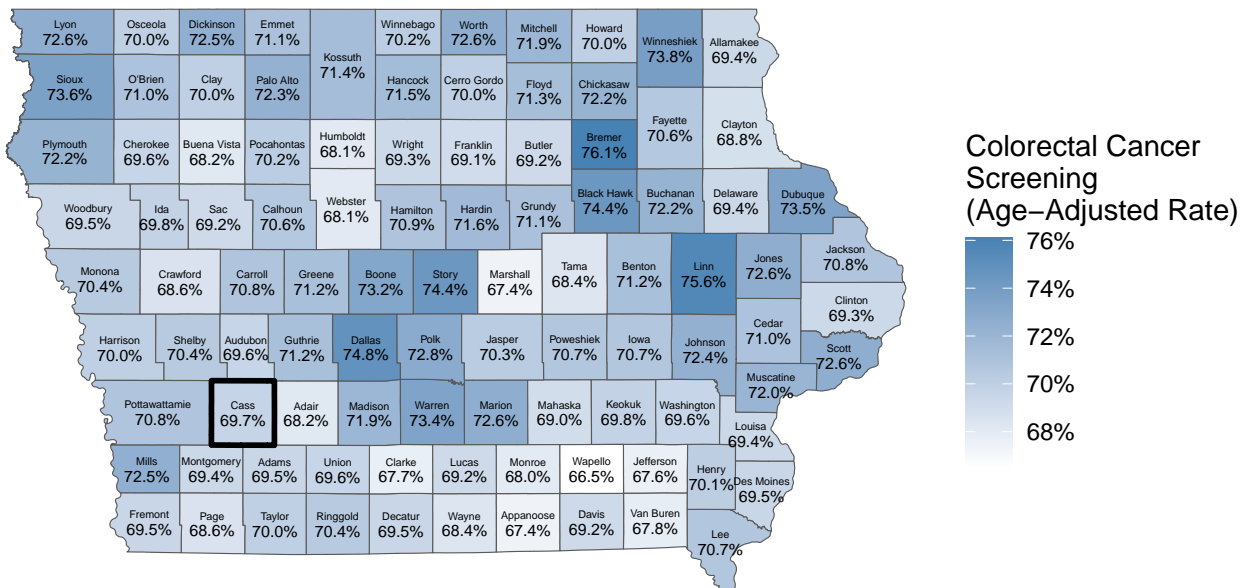 Lyon
72.6%
Osceola
70.0%
Dickinson
72.5%
Emmet
71.1%
Kossuth
71.4%
Winnebago
70.2%
Worth
72.6%
Mitchell
71.9%
Howard
70.0%
Winneshiek
73.8%
Allamakee
69.4%
Sioux
73.6%
O'Brien
71.0%
Clay
70.0%
Palo Alto
72.3%
Hancock
71.5%
Cerro Gordo
70.0%
Floyd
71.3%
Chickasaw
72.2%
Fayette
70.6%
Clayton
68.8%
Plymouth
72.2%
Cherokee
69.6%
Buena Vista
68.2%
Pocahontas
70.2%
Humboldt
68.1%
Wright
69.3%
Franklin
69.1%
Butler
69.2%
Bremer
76.1%
Woodbury
69.5%
Ida
69.8%
Sac
69.2%
Calhoun
70.6%
Webster
68.1%
Hamilton
70.9%
Hardin
71.6%
Grundy
71.1%
Black Hawk
74.4%
Buchanan
72.2%
Delaware
69.4%
Dubuque
73.5%
Monona
70.4%
Crawford
68.6%
Carroll
70.8%
Greene
71.2%
Boone
73.2%
Story
74.4%
Marshall
67.4%
Tama
68.4%
Benton
71.2%
Linn
75.6%
Jones
72.6%
Jackson
70.8%
Clinton
69.3%
Harrison
70.0%
Shelby
70.4%
Audubon
69.6%
Guthrie
71.2%
Dallas
74.8%
Polk
72.8%
Jasper
70.3%
Poweshiek
70.7%
Iowa
70.7%
Johnson
72.4%
Cedar
71.0%
Scott
72.6%
Muscatine
72.0%
Pottawattamie
70.8%
Cass
69.7%
Adair
68.2%
Madison
71.9%
Warren
73.4%
Marion
72.6%
Mahaska
69.0%
Keokuk
69.8%
Washington
69.6%
Louisa
69.4%
Mills
72.5%
Montgomery
69.4%
Adams
69.5%
Union
69.6%
Clarke
67.7%
Lucas
69.2%
Monroe
68.0%
Wapello
66.5%
Jefferson
67.6%
Henry
70.1%
Des Moines
69.5%
Fremont
69.5%
Page
68.6%
Taylor
70.0%
Ringgold
70.4%
Decatur
69.5%
Wayne
68.4%
Appanoose
67.4%
Davis
69.2%
Van Buren
67.8%
Lee
70.7%
Colorectal Cancer
Screening
(Age−Adjusted Rate)
76%
74%
72%
70%
68%